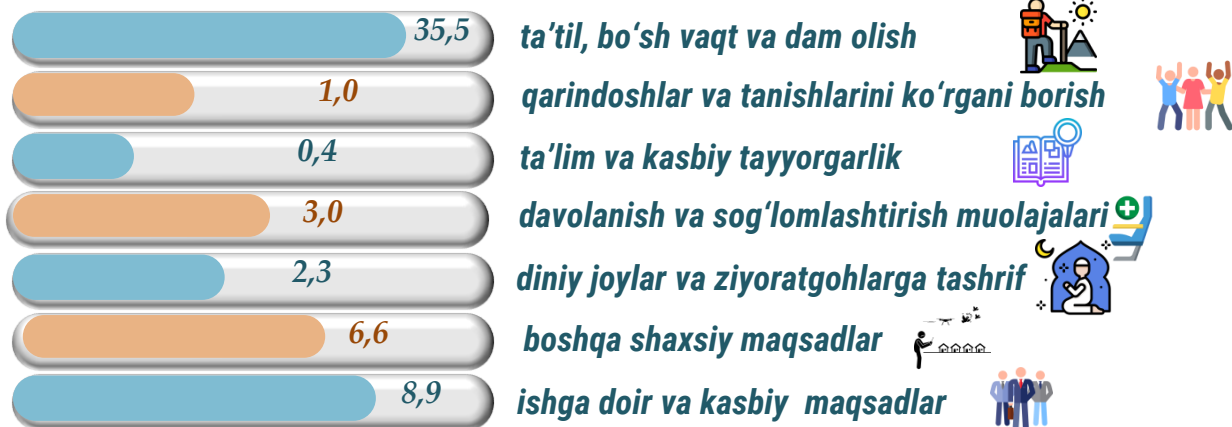 35,5 ta’til, bo‘sh vaqt va dam olish
1,0 qarindoshlar va tanishlarini ko‘rgani borish
0,4 ta’lim va kasbiy tayyorgarlik
3,0 davolanish va sog‘lomlashtirish muolajalari
2,3 diniy joylar va ziyoratgohlarga tashrif
6,6 boshqa shaxsiy maqsadlar
8,9 ishga doir va kasbiy maqsadlar